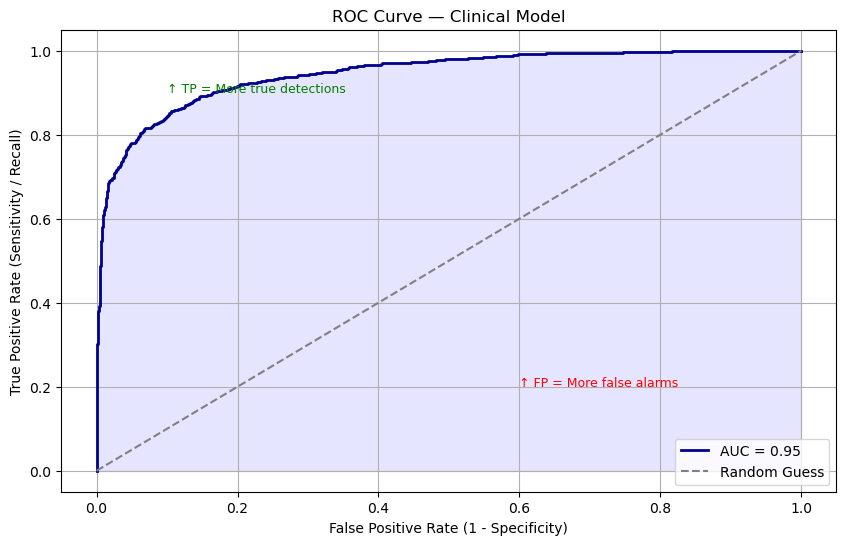 ROC Curve — Clinical Model
True Positive Rate (Sensitivity / Recall)
1.0
0.8
0.6
0.4
0.2
0.0
↑ TP = More true detections
↑ FP = More false alarms
AUC = 0.95
Random Guess
0.0 0.2 0.4 0.6 0.8 1.0
False Positive Rate (1 - Specificity)